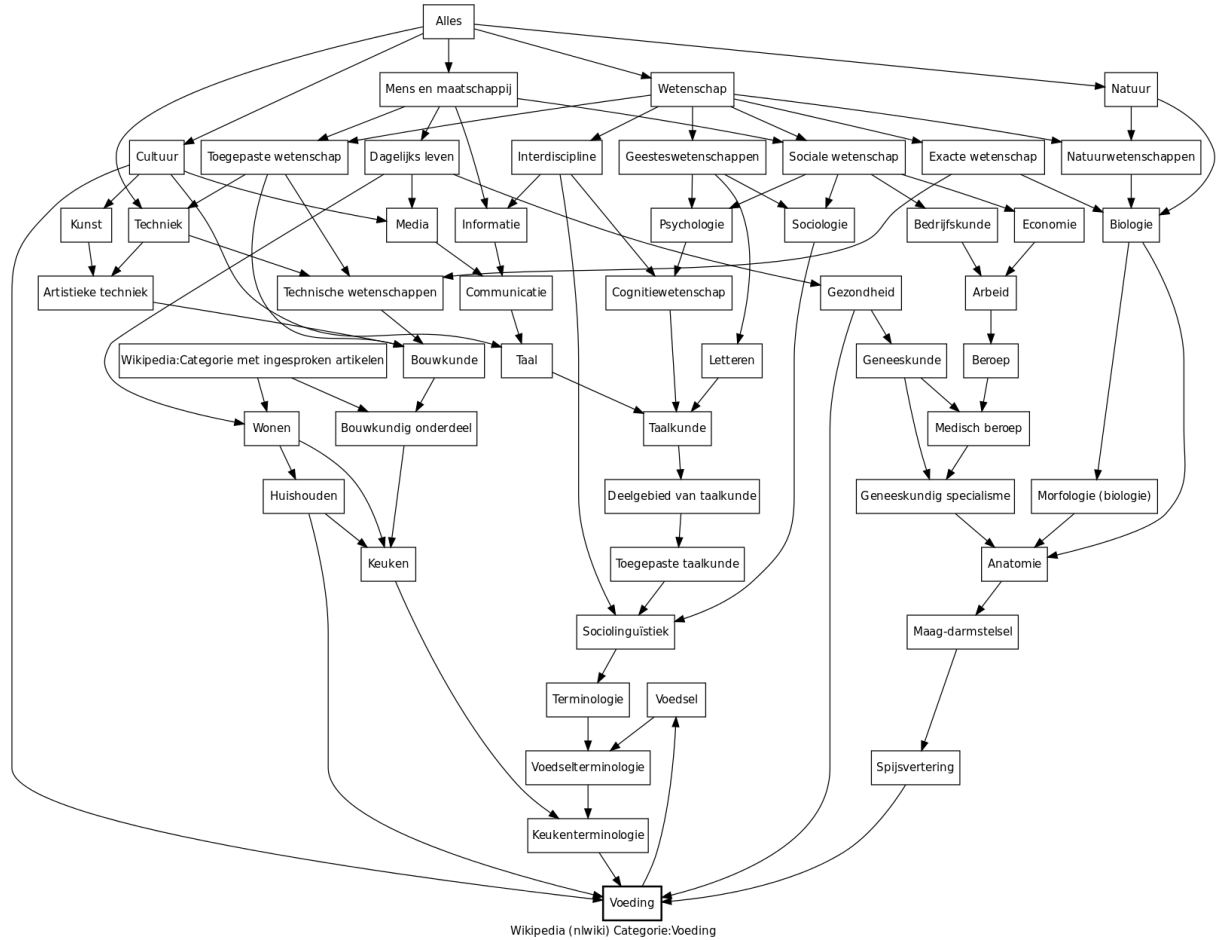 Alles
Mens en maatschappij
Wetenschap
Natuur
Cultuur
Toegepaste wetenschap
Dagelijks leven
Interdiscipline
Geesteswetenschappen
Sociale wetenschap
Exacte wetenschap
Natuurwetenschappen
Kunst
Techniek
Media
Informatie
Psychologie
Sociologie
Bedrijfskunde
Economie
Biologie
Artistieke techniek
Technische wetenschappen
Communicatie
Cognitiewetenschap
Gezondheid
Arbeid
Wikipedia:Categorie met ingesproken artikelen
Bouwkunde
Taal
Letteren
Geneeskunde
Beroep
Wonen
Bouwkundig onderdeel
Taalkunde
Medisch beroep
Huishouden
Deelgebied van taalkunde
Geneeskundig specialisme
Morfologie (biologie)
Keuken
Toegepaste taalkunde
Anatomie
Sociolinguïstiek
Maag-darmstelsel
Terminologie
Voedsel
Voedselterminologie
Spijsvertering
Keukenterminologie
Voeding
Wikipedia (nlwiki) Categorie:Voeding